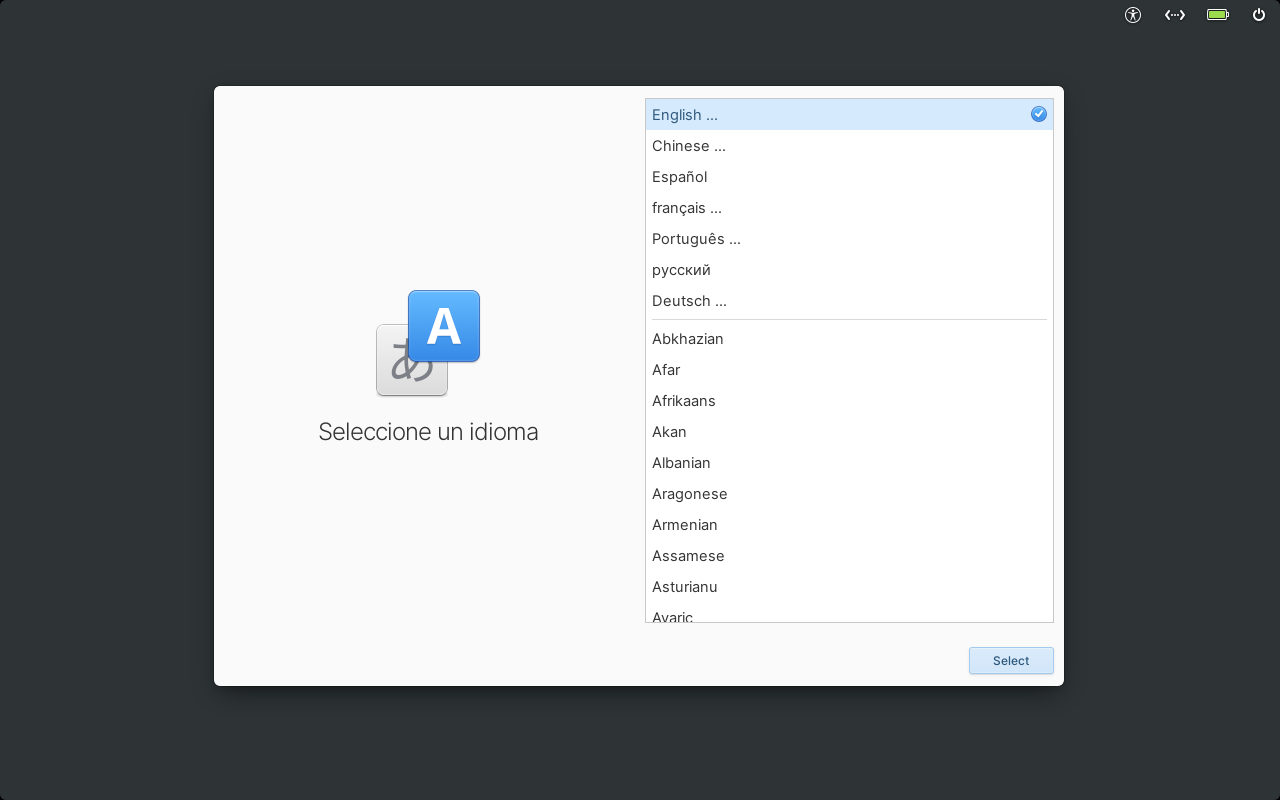 あ
A
Seleccione un idioma
English ...
Chinese ...
Español
français ...
Português ...
русский
Deutsch ...
Abkhazian
Afar
Afrikaans
Akan
Albanian
Aragonese
Armenian
Assamese
Asturianu
Avaric
Select